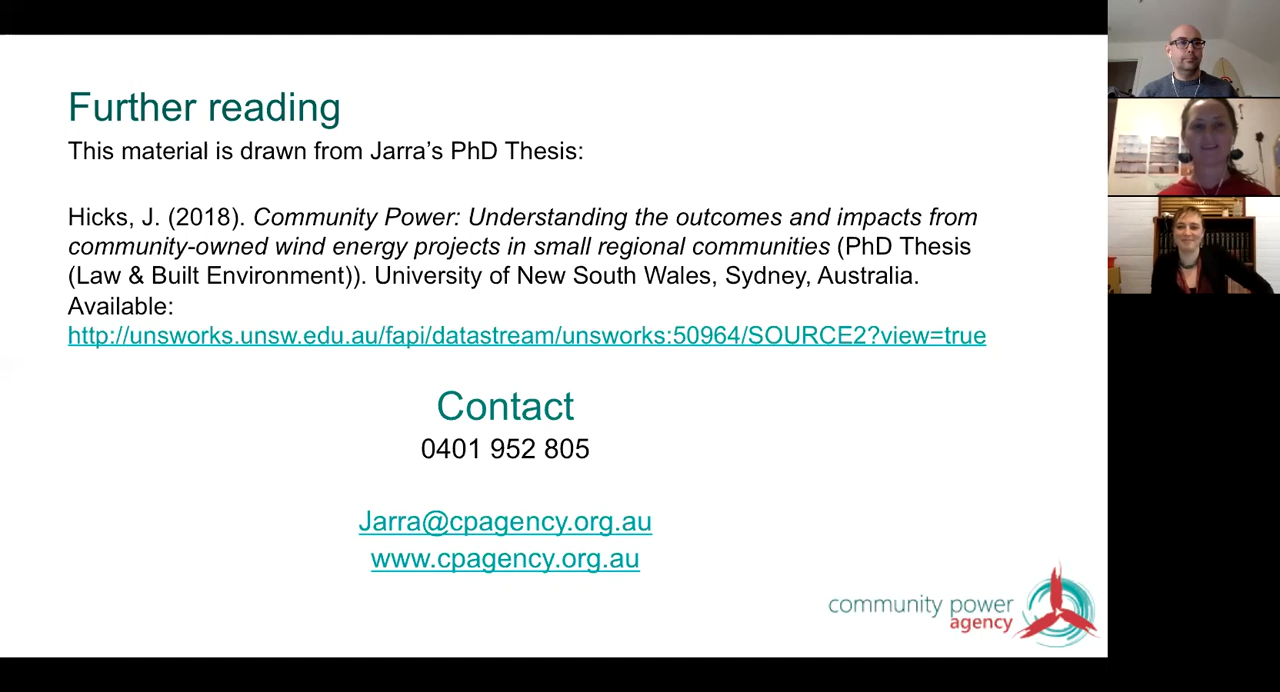 Further reading
This material is drawn from Jarra’s PhD Thesis:
Hicks, J. (2018). Community Power: Understanding the outcomes and impacts from
community-owned wind energy projects in small regional communities (PhD Thesis
(Law & Built Environment)). University of New South Wales, Sydney, Australia.
Available:
http://unsworks.unsw.edu.au/fapi/datastream/unsworks:50964/SOURCE2?view=true
Contact
0401 952 805
Jarra@cpagency.org.au
www.cpagency.org.au
community power
agency